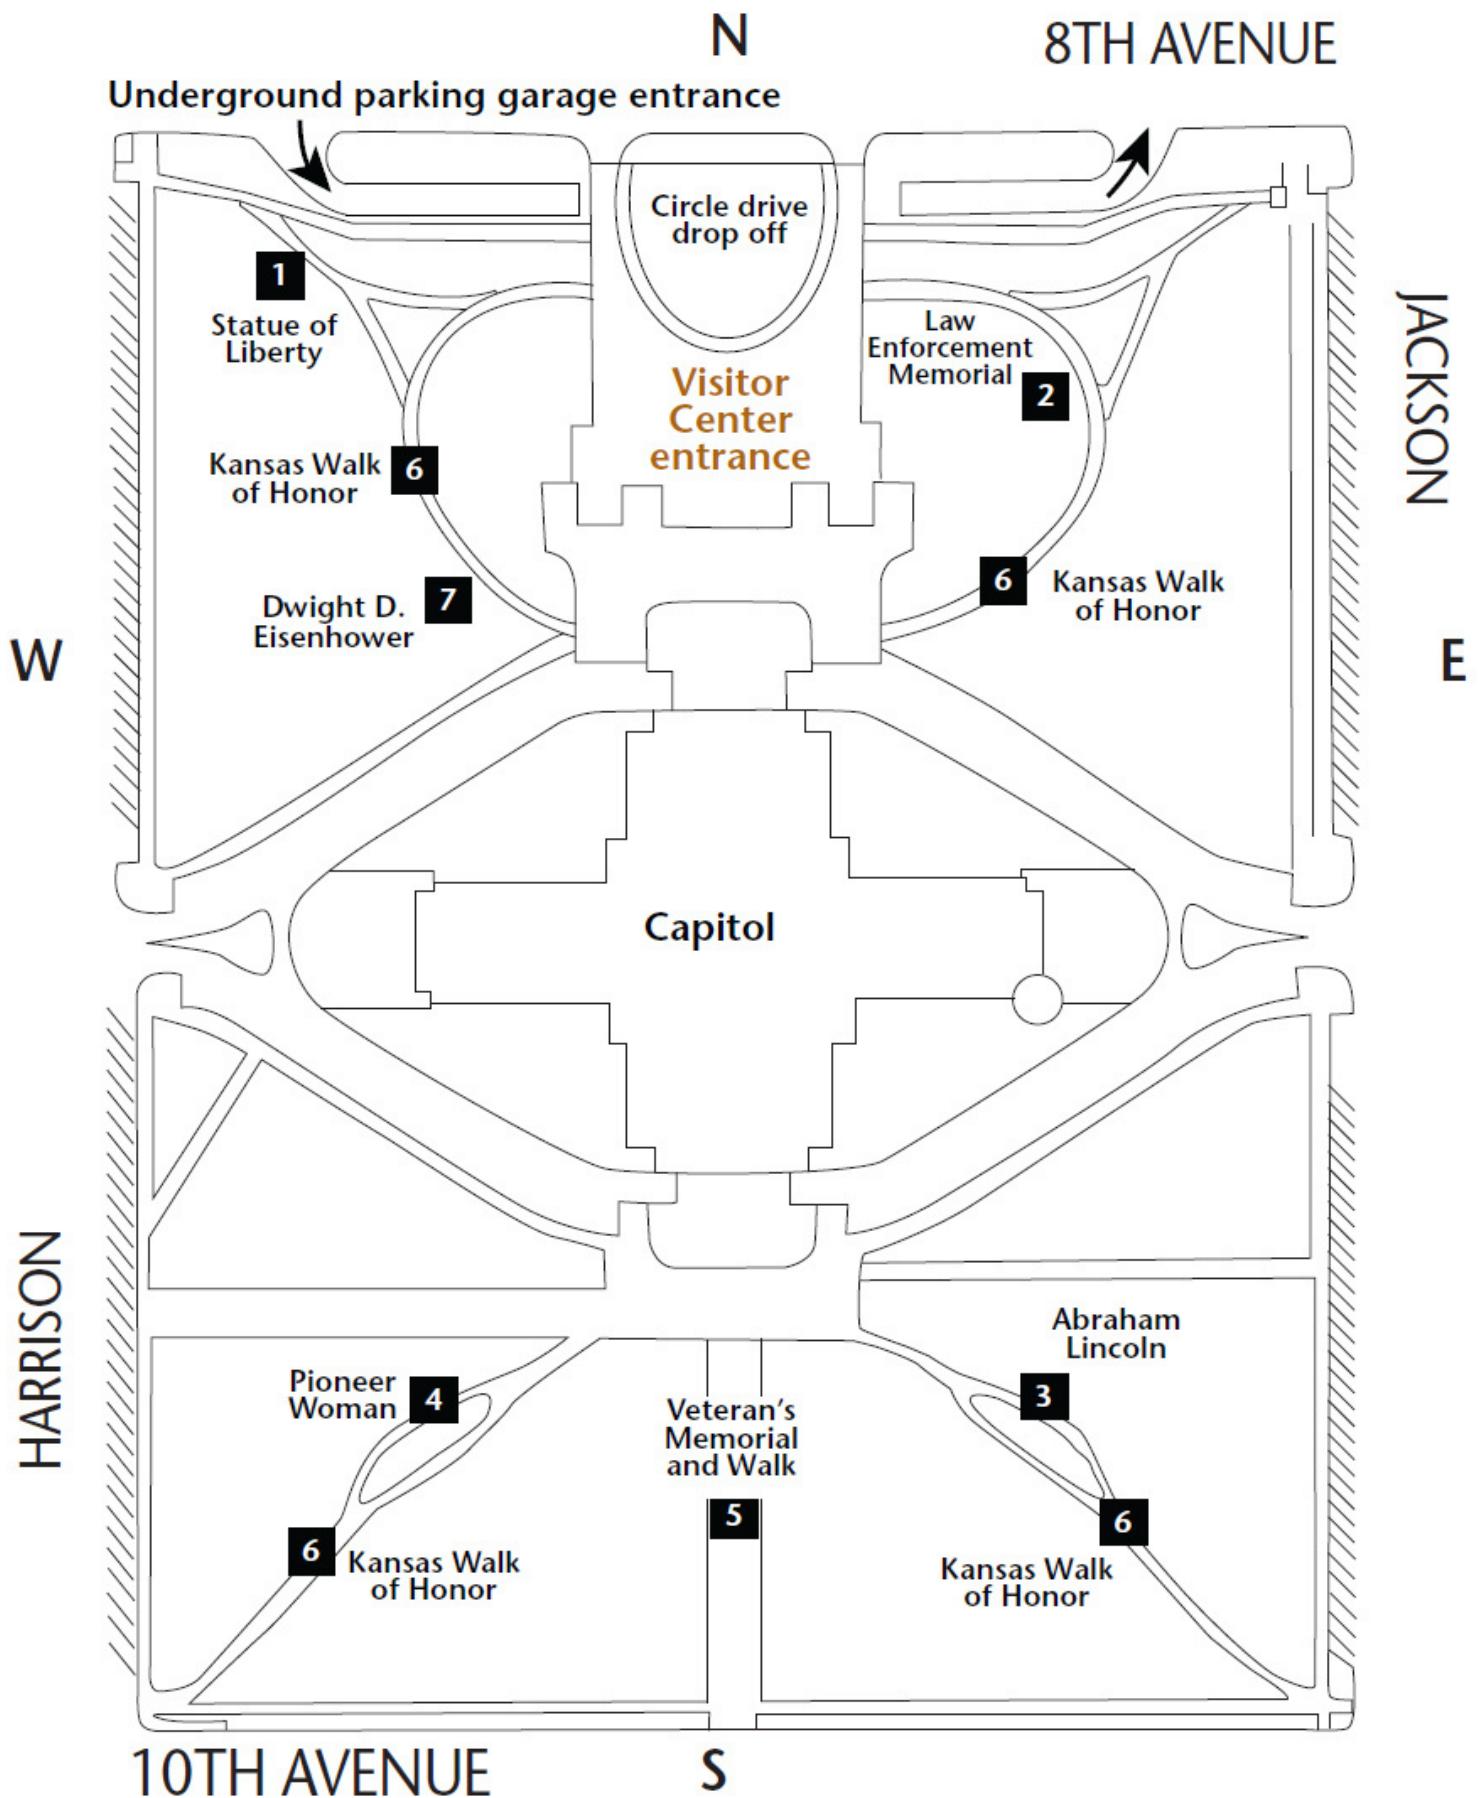 N
8TH AVENUE
Underground parking garage entrance
Circle drive
drop off
1
Statue of
Liberty
Law
Enforcement
Memorial
2
Visitor
Center
entrance
JACKSON
Kansas Walk
of Honor
6
6
Kansas Walk
of Honor
Dwight D.
Eisenhower
7
W
E
Capitol
HARRISON
Abraham
Lincoln
3
Pioneer
Woman
4
Veteran's
Memorial
and Walk
5
6
Kansas Walk
of Honor
6
Kansas Walk
of Honor
10TH AVENUE
S